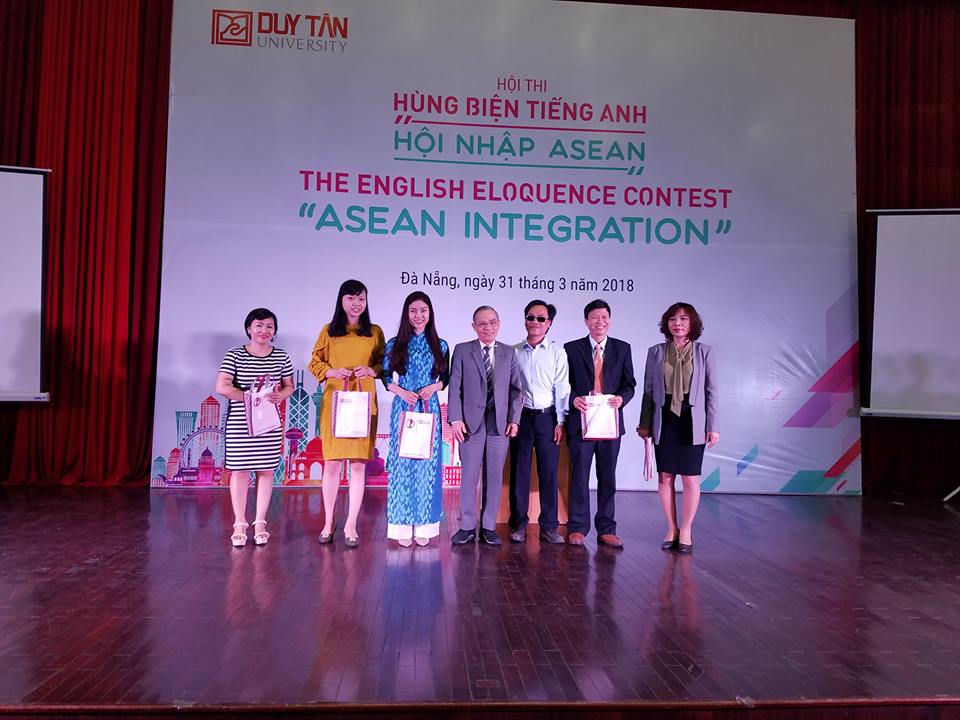 DUY TÂN
UNIVERSITY
HỘI THI
HÙNG BIỆN TIẾNG ANH
HỘI NHẬP ASEAN
THE ENGLISH ELOQUENCE CONTEST
“ASEAN INTEGRATION”
Đà Nẵng, ngày 31 tháng 3 năm 2018